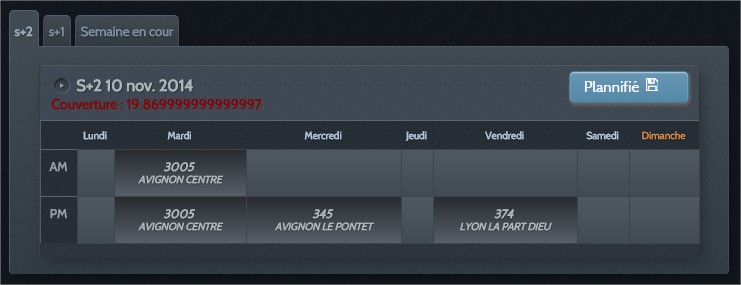 s+2 s+1 Semaine en cour
S+2 10 nov. 2014 Plannifié
Couverture : 19.869999999999997
Lundi Mardi Mercredi Jeudi Vendredi Samedi Dimanche
AM 3005
AVIGNON CENTRE
PM 3005 345 374
AVIGNON CENTRE AVIGNON LE PONTET LYON LA PART DIEU